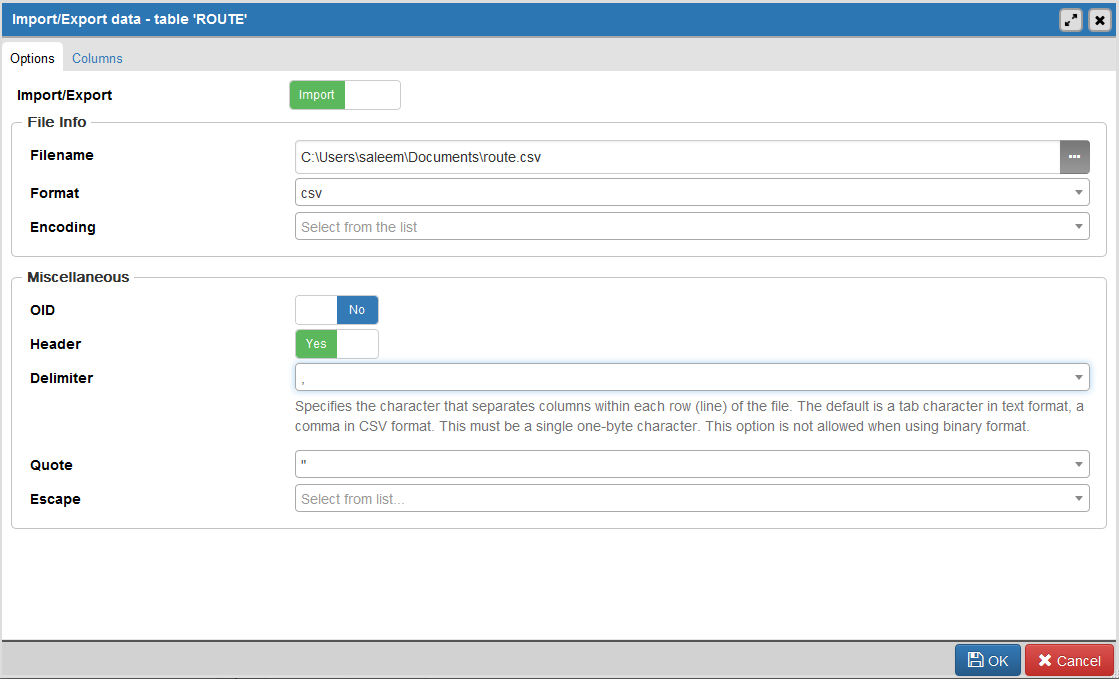 Import/Export data - table 'ROUTE'
Options Columns
Import/Export Import
File Info
Filename C:\Users\saleem\Documents\route.csv
Format csv
Encoding Select from the list
Miscellaneous
OID No
Header Yes
Delimiter ,
Specifies the character that separates columns within each row (line) of the file. The default is a tab character in text format, a
comma in CSV format. This must be a single one-byte character. This option is not allowed when using binary format.
Quote "
Escape Select from list...
OK Cancel